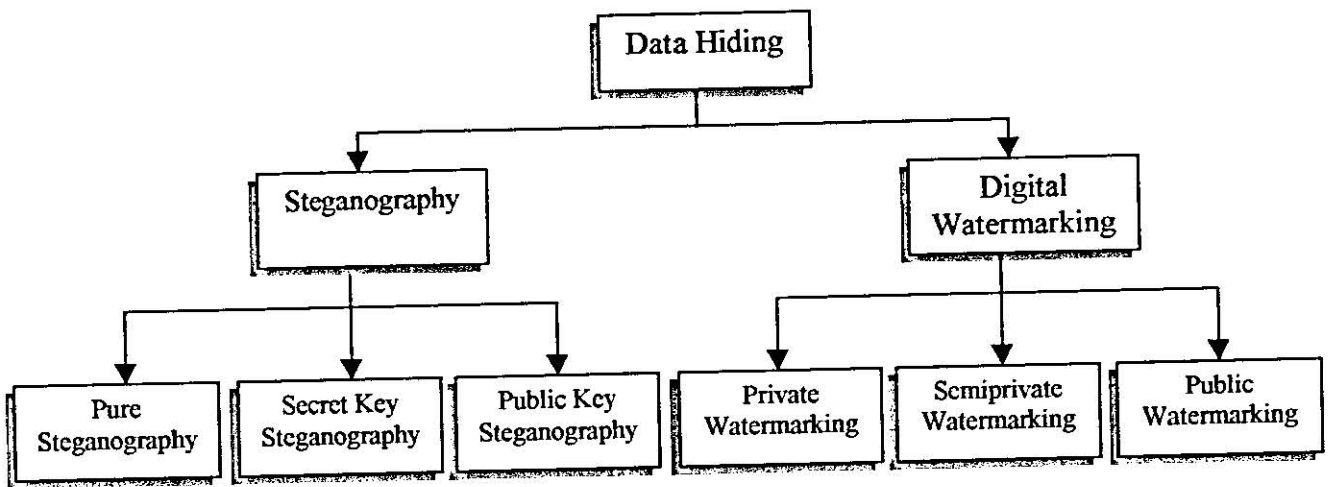 Data Hiding
Steganography
Digital
Watermarking
Pure
Steganography
Secret Key
Steganography
Public Key
Steganography
Private
Watermarking
Semiprivate
Watermarking
Public
Watermarking